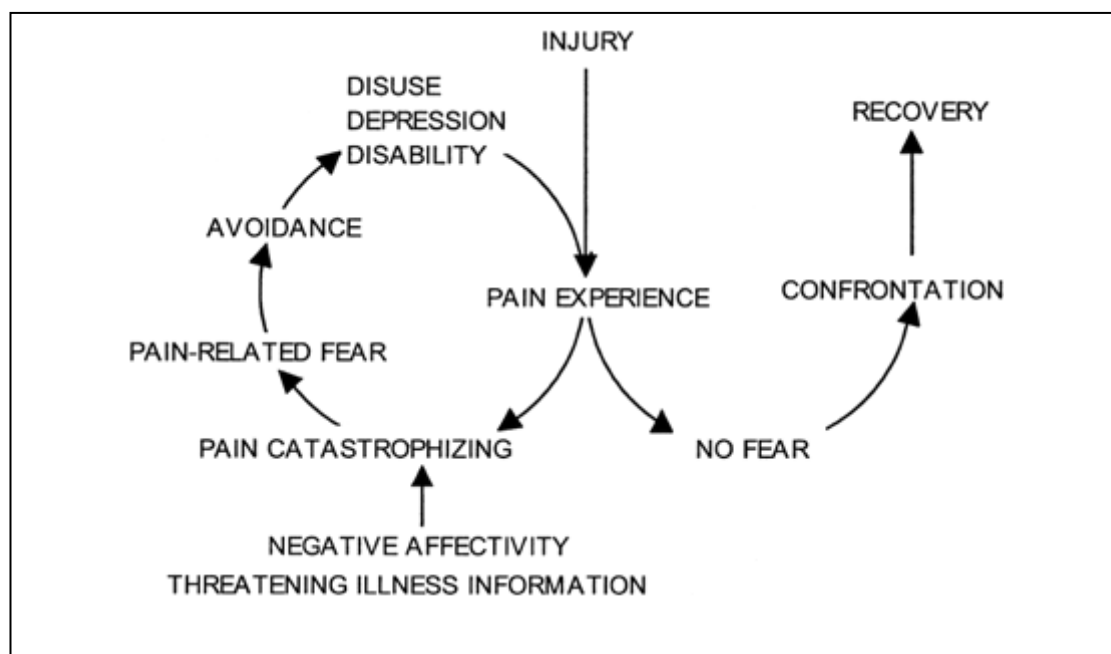 INJURY
DISUSE
DEPRESSION
DISABILITY
RECOVERY
AVOIDANCE
PAIN EXPERIENCE
CONFRONTATION
PAIN-RELATED FEAR
PAIN CATASTROPHIZING
NO FEAR
NEGATIVE AFFECTIVITY
THREATENING ILLNESS INFORMATION